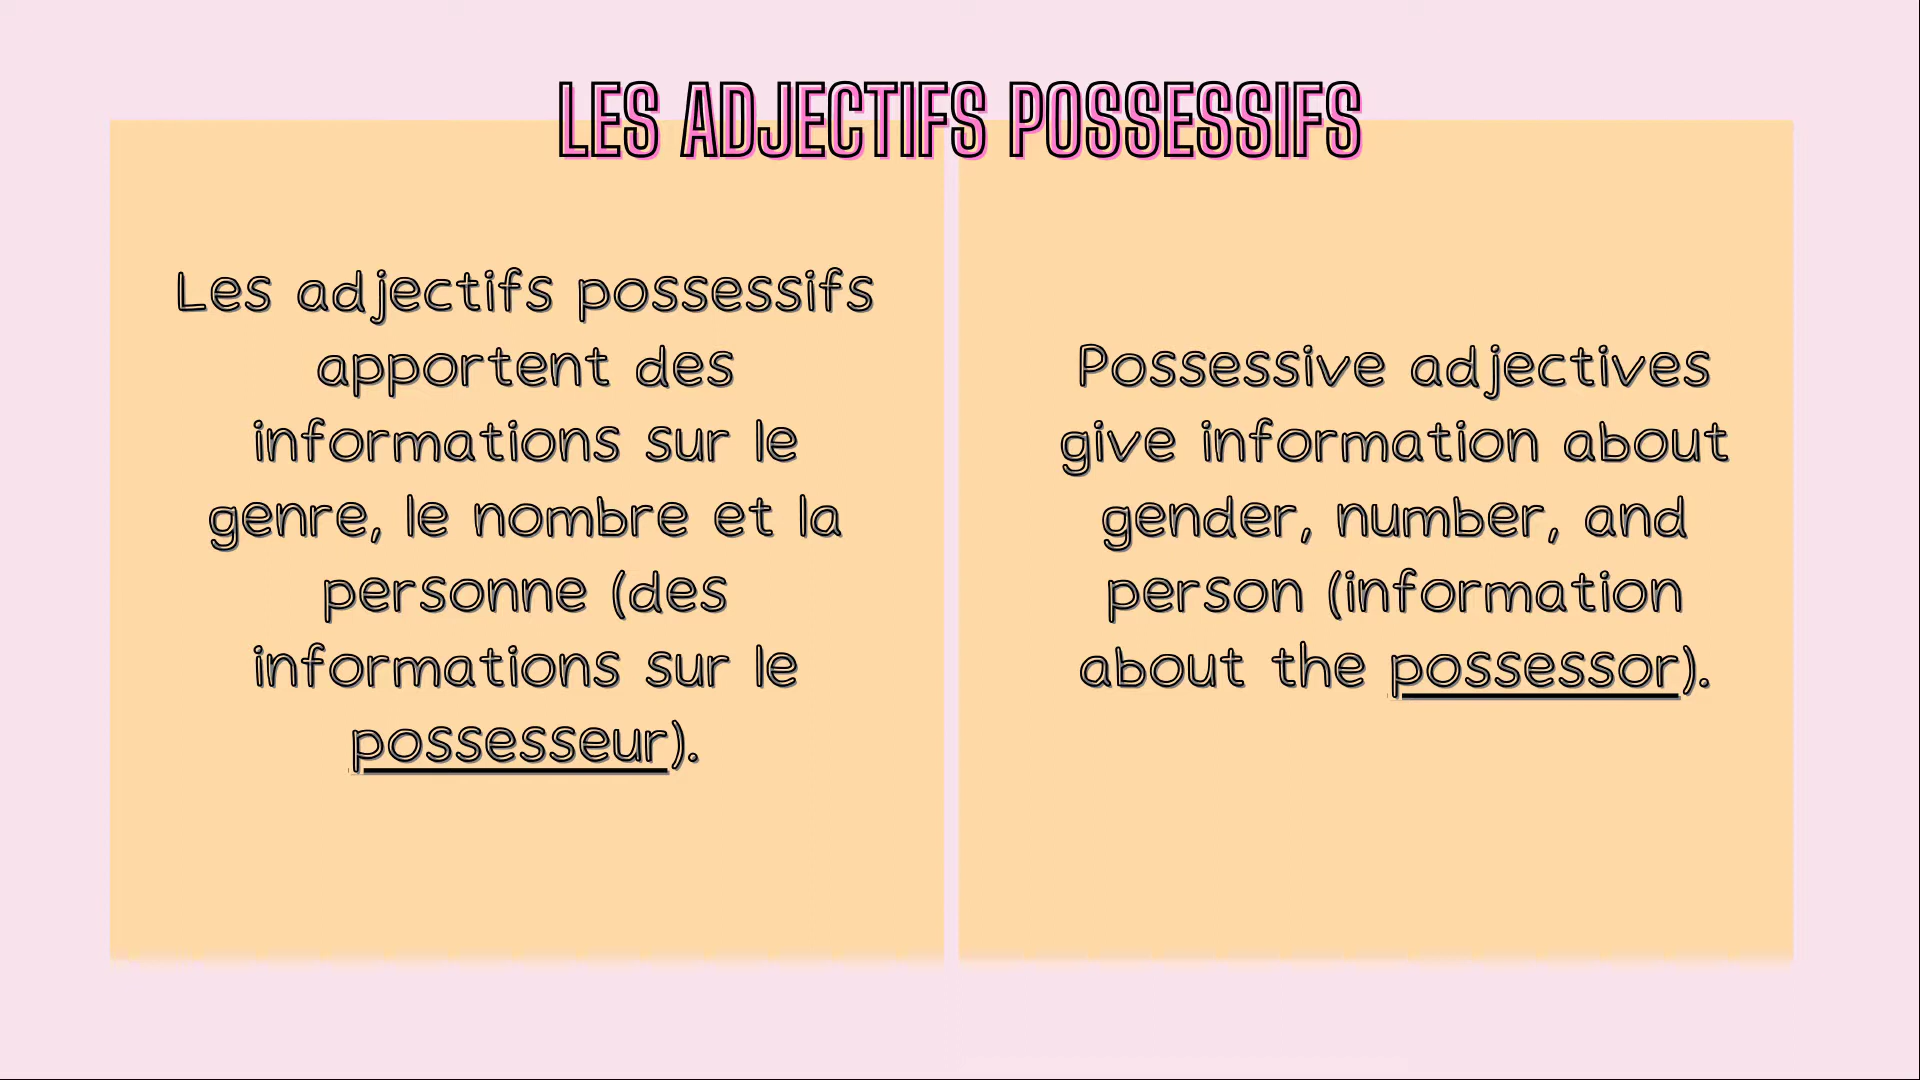 LES ADJECTIFS POSSESSIFS
Les adjectifs possessifs
apportent des
informations sur le
genre, le nombre et la
personne (des
informations sur le
possesseur).
Possessive adjectives
give information about
gender, number, and
person (information
about the possessor).